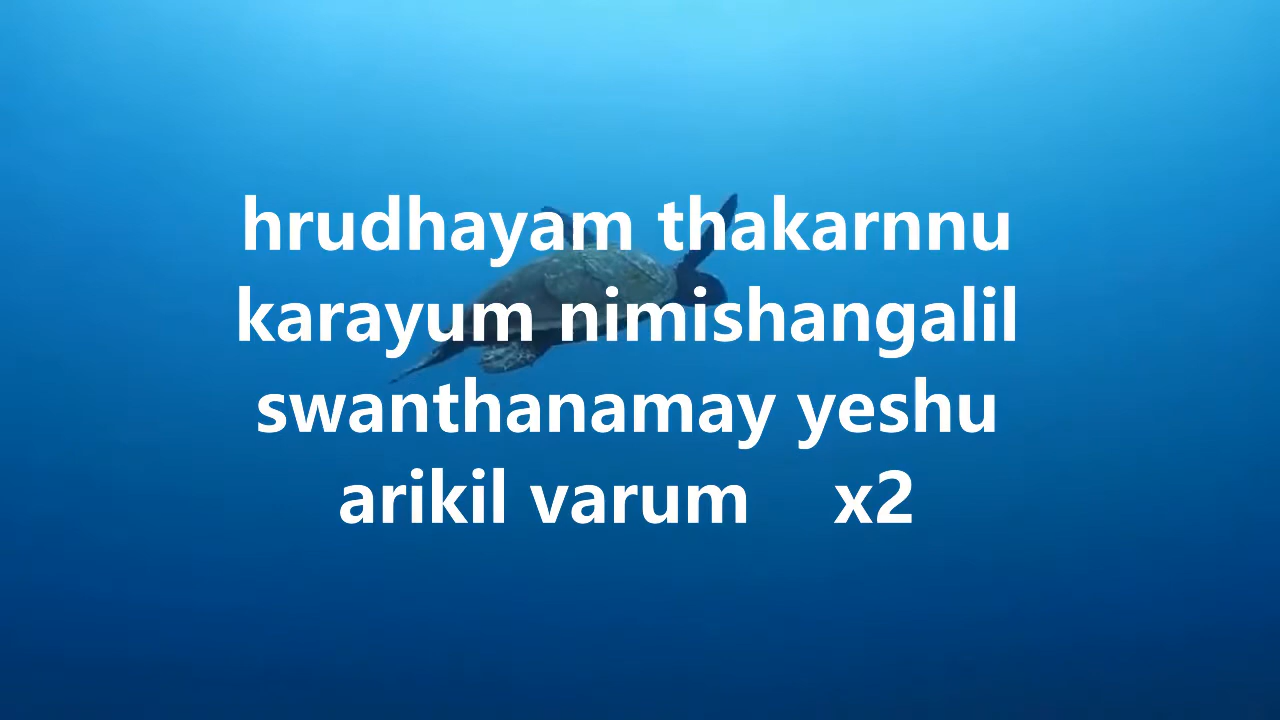 hrudhayam thakarnnu
karayum nimishangalil
swanthanamay yeshu
arikil varum x2